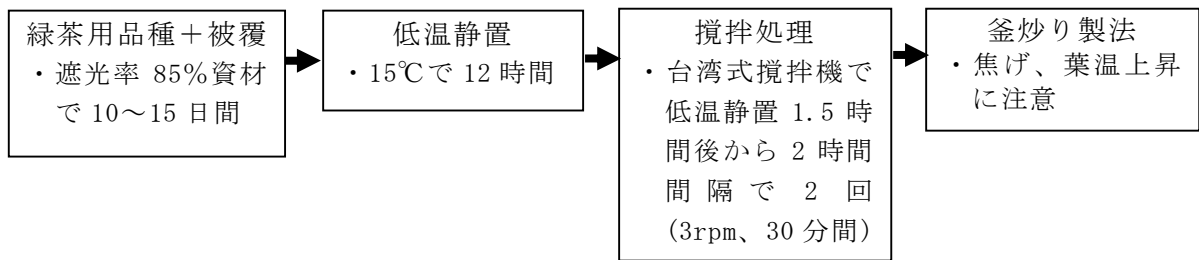 緑茶用品種＋被覆
・遮光率 85%資材
で 10～15 日間
低温静置
・15℃で 12 時間
撹拌処理
・台湾式撹拌機で
低温静置 1.5 時
間後から 2 時間
間隔で 2 回
(3rpm、30 分間)
釜炒り製法
・焦げ、葉温上昇
に注意